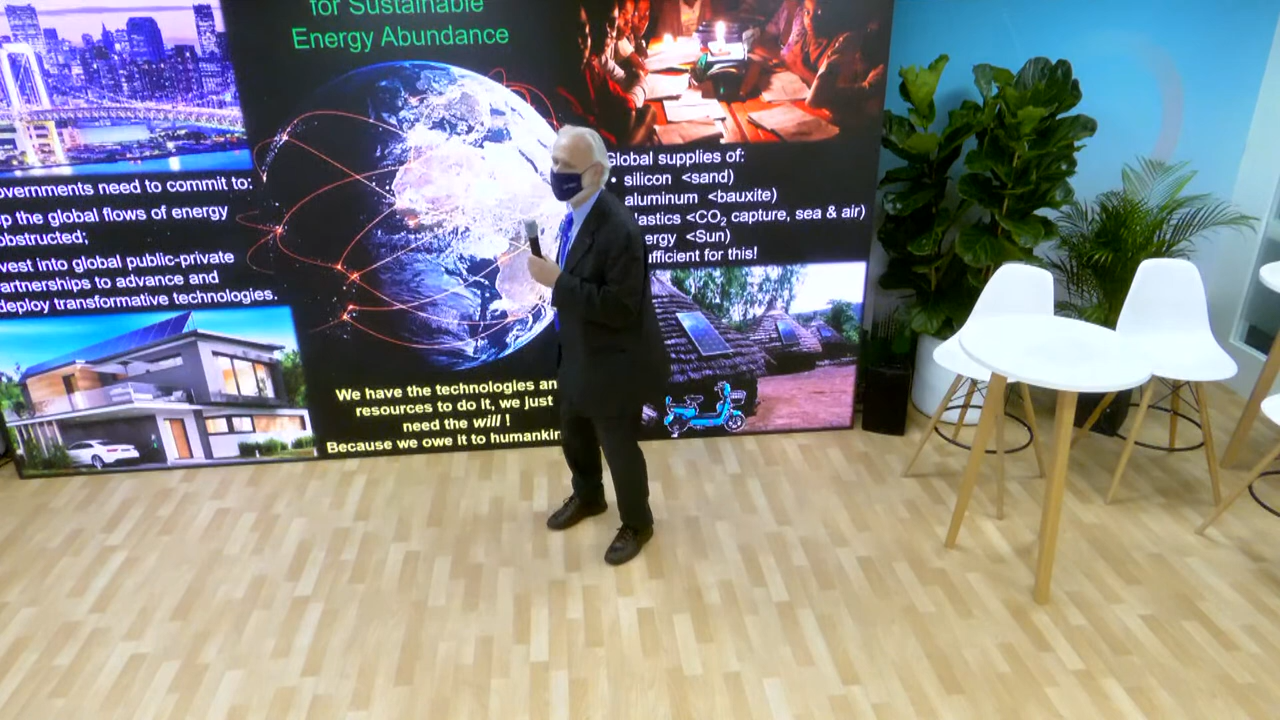 for Sustainable
Energy Abundance
overnments need to commit to:
p the global flows of energy
obstructed;
vest into global public-private
artnerships to advance and
deploy transformative technologies.
We have the technologies an
resources to do it, we just
need the will !
Because we owe it to humankin
Global supplies of:
silicon <sand)
aluminum <bauxite)
lastics <CO₂ capture, sea & air)
ergy <Sun)
ufficient for this!